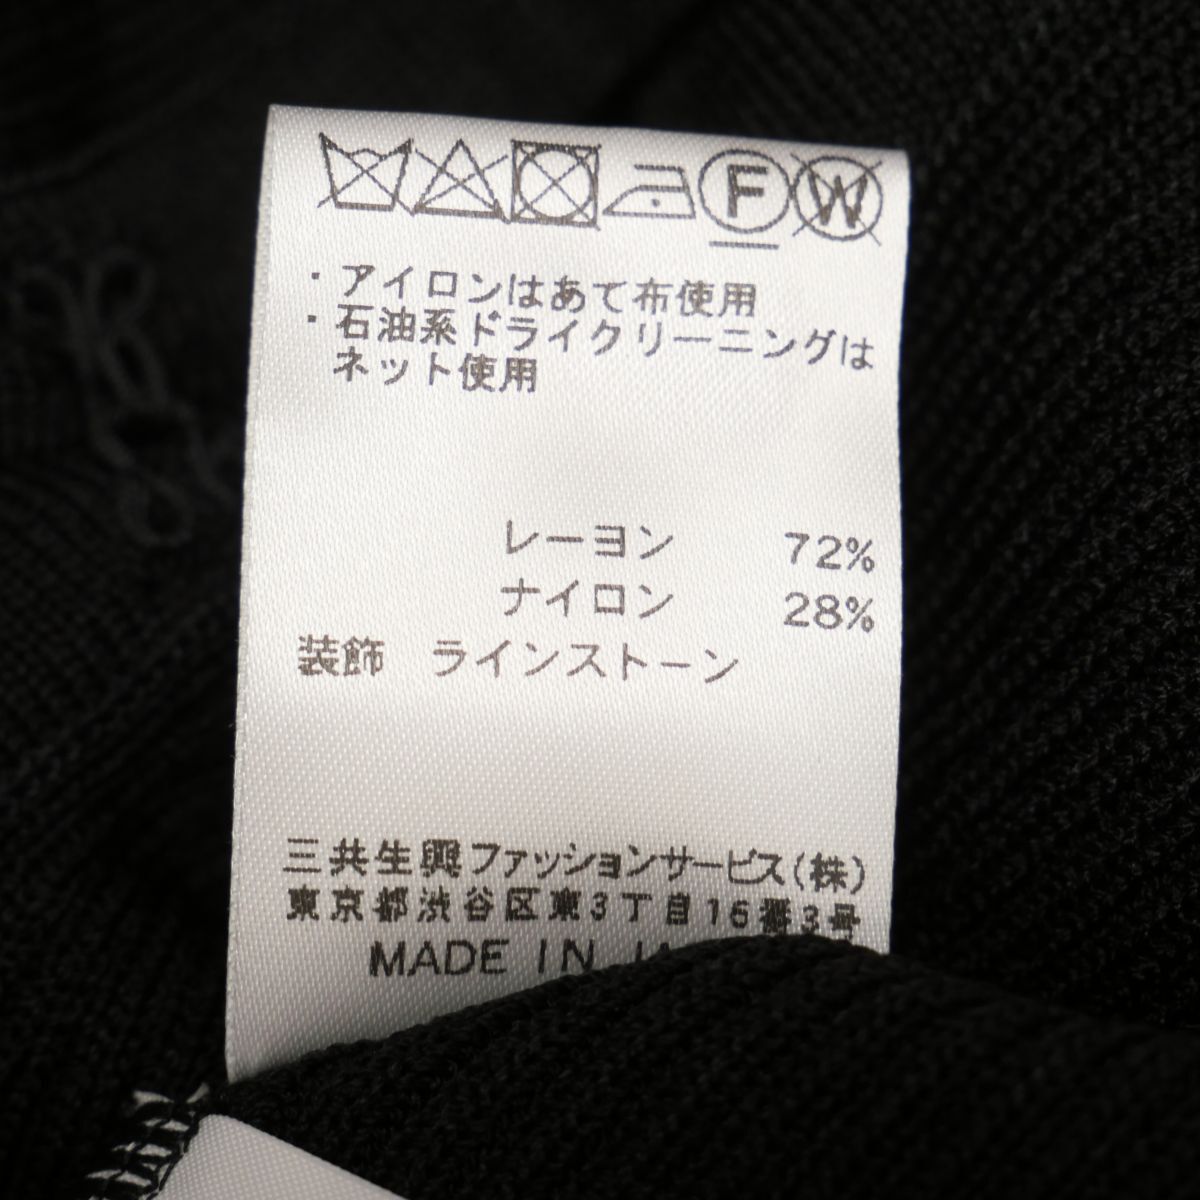 F W
・アイロンはあて布使用
・石油系ドライクリーニングは
ネット使用
レーヨン 72%
ナイロン 28%
装飾 ラインストーン
三共生興ファッションサービス(株)
東京都渋谷区東3丁目16番3号
MADE IN